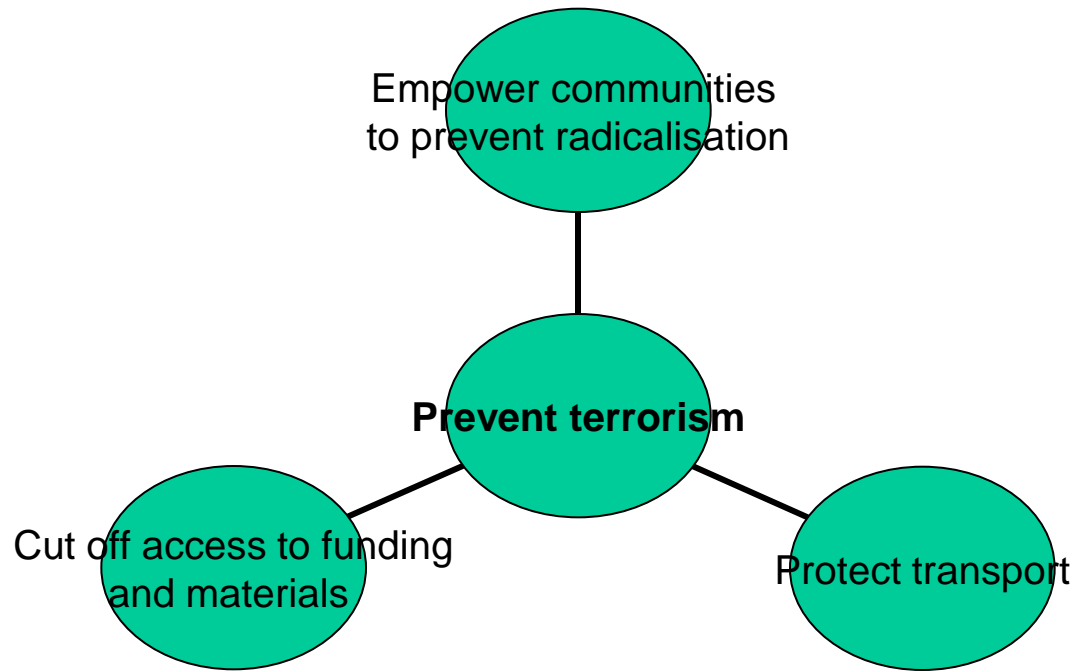 Empower communities
to prevent radicalisation
Prevent terrorism
Cut off access to funding
and materials
Protect transport